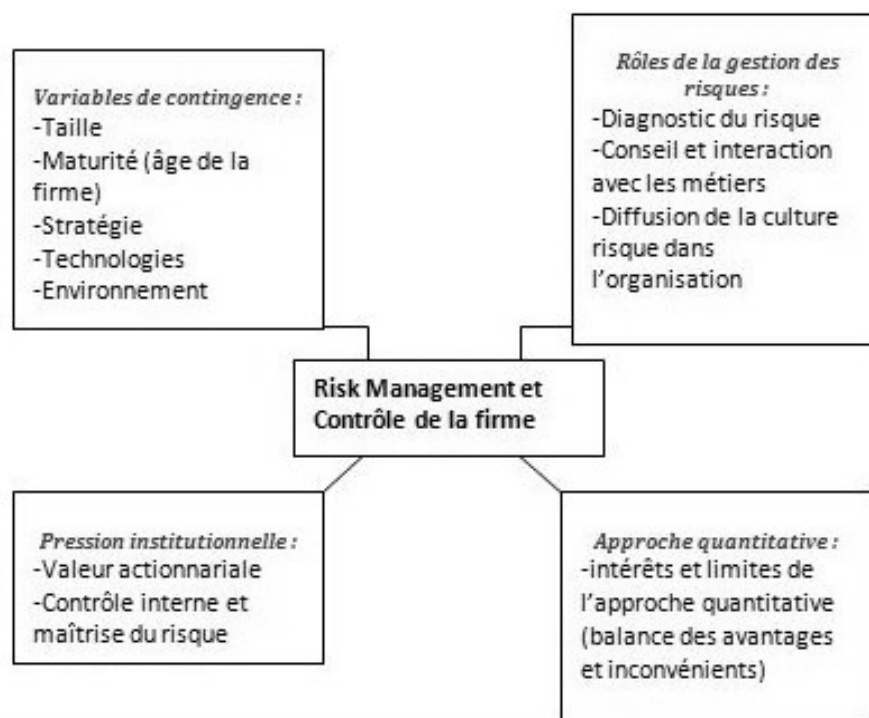 Variables de contingence :
-Taille
-Maturité (âge de la
firme)
-Stratégie
-Technologies
-Environnement
Rôles de la gestion des
risques :
-Diagnostic du risque
-Conseil et interaction
avec les métiers
-Diffusion de la culture
risque dans
l'organisation
Risk Management et
Contrôle de la firme
Pression institutionnelle :
-Valeur actionnariale
-Contrôle interne et
maîtrise du risque
Approche quantitative :
-intérêts et limites de
l'approche quantitative
(balance des avantages
et inconvénients)